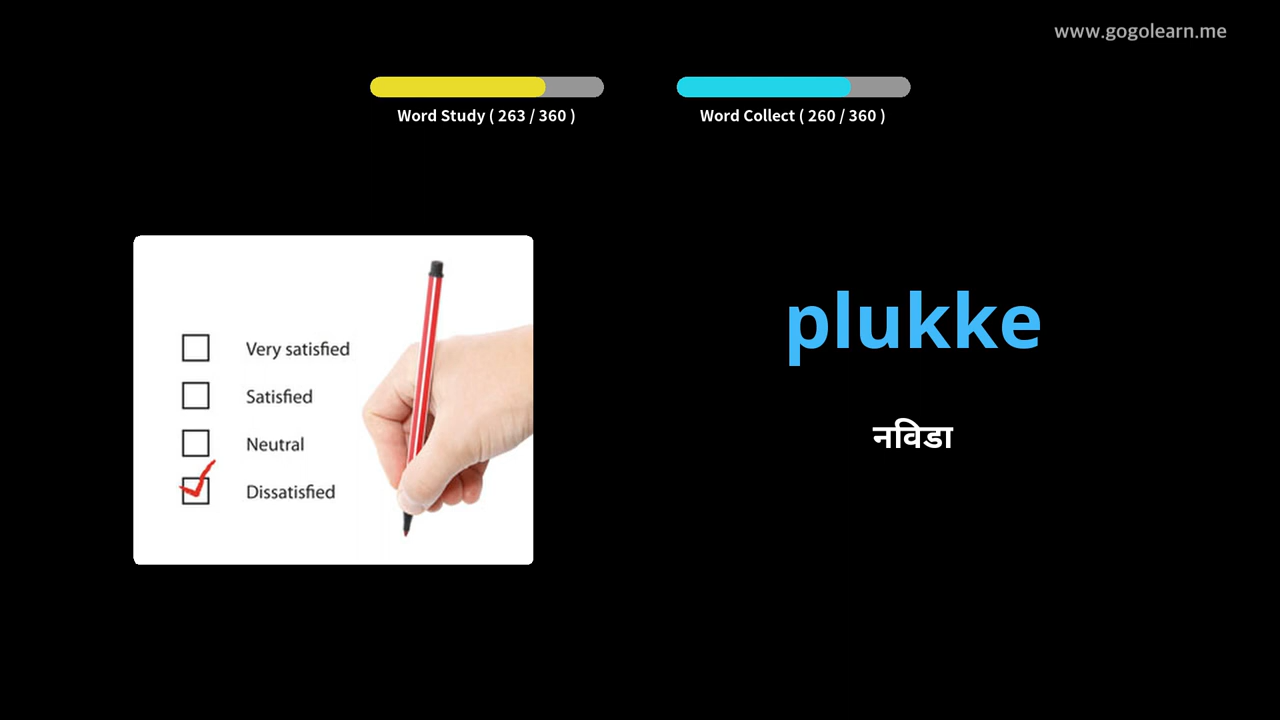 www.gogolearn.me
Word Study ( 263 / 360 )
Word Collect ( 260 / 360 )
Very satisfied
Satisfied
Neutral
Dissatisfied
plukke
नविडा